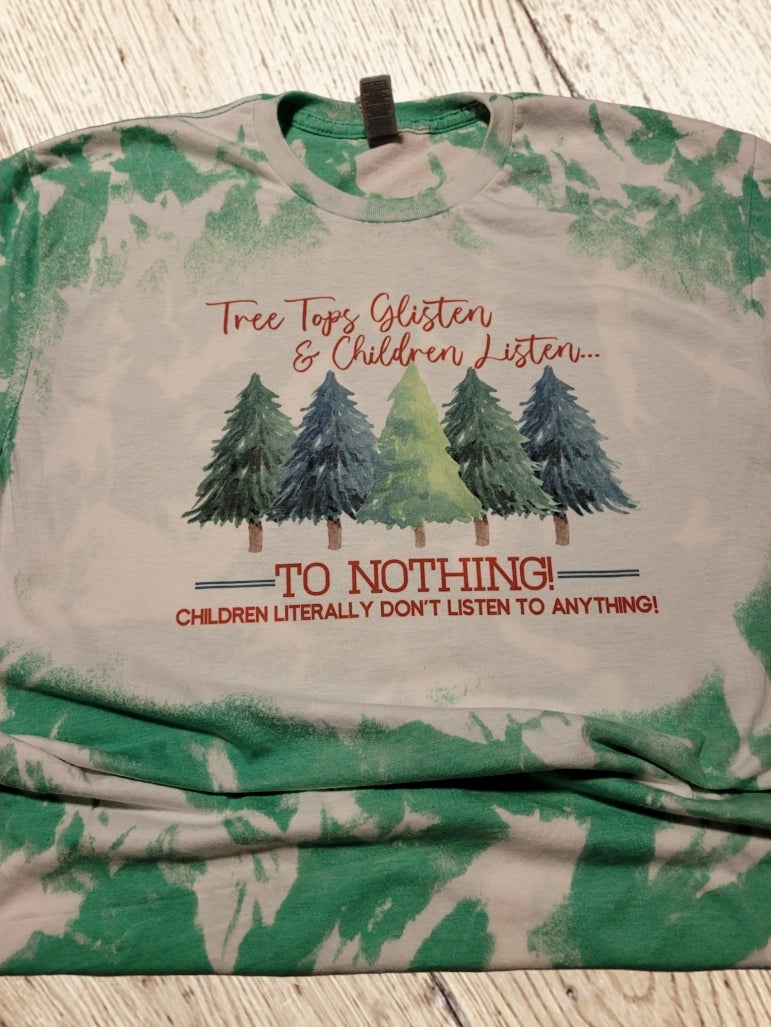 Tree Tops Glisten
& Children Listen...
TO NOTHING!
CHILDREN LITERALLY DON'T LISTEN TO ANYTHING!